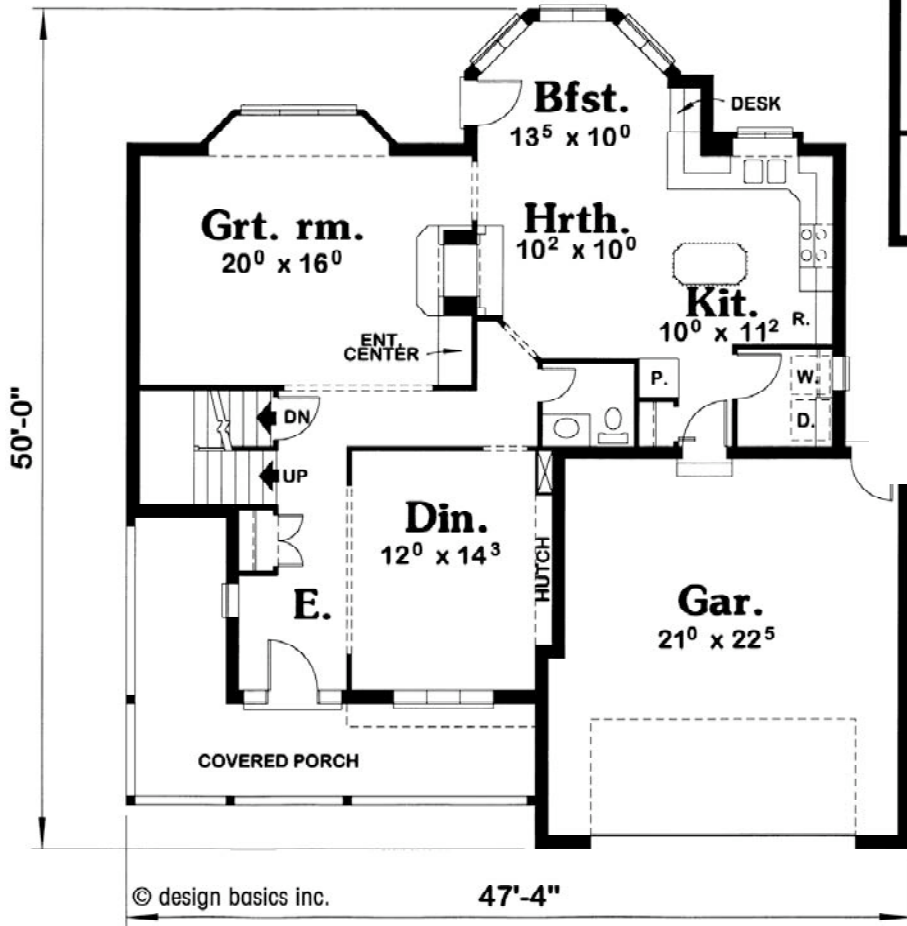 Bfst.
13⁵ x 10⁰
DESK
Grt. rm.
20⁰ x 16⁰
Hrth.
10² x 10⁰
Kit.
10⁰ x 11²
R.
ENT.
CENTER
P.
W.
D.
DN
UP
50'-0"
Din.
12⁰ x 14³
HUTCH
E.
Gar.
21⁰ x 22⁵
COVERED PORCH
© design basics inc.
47'-4"